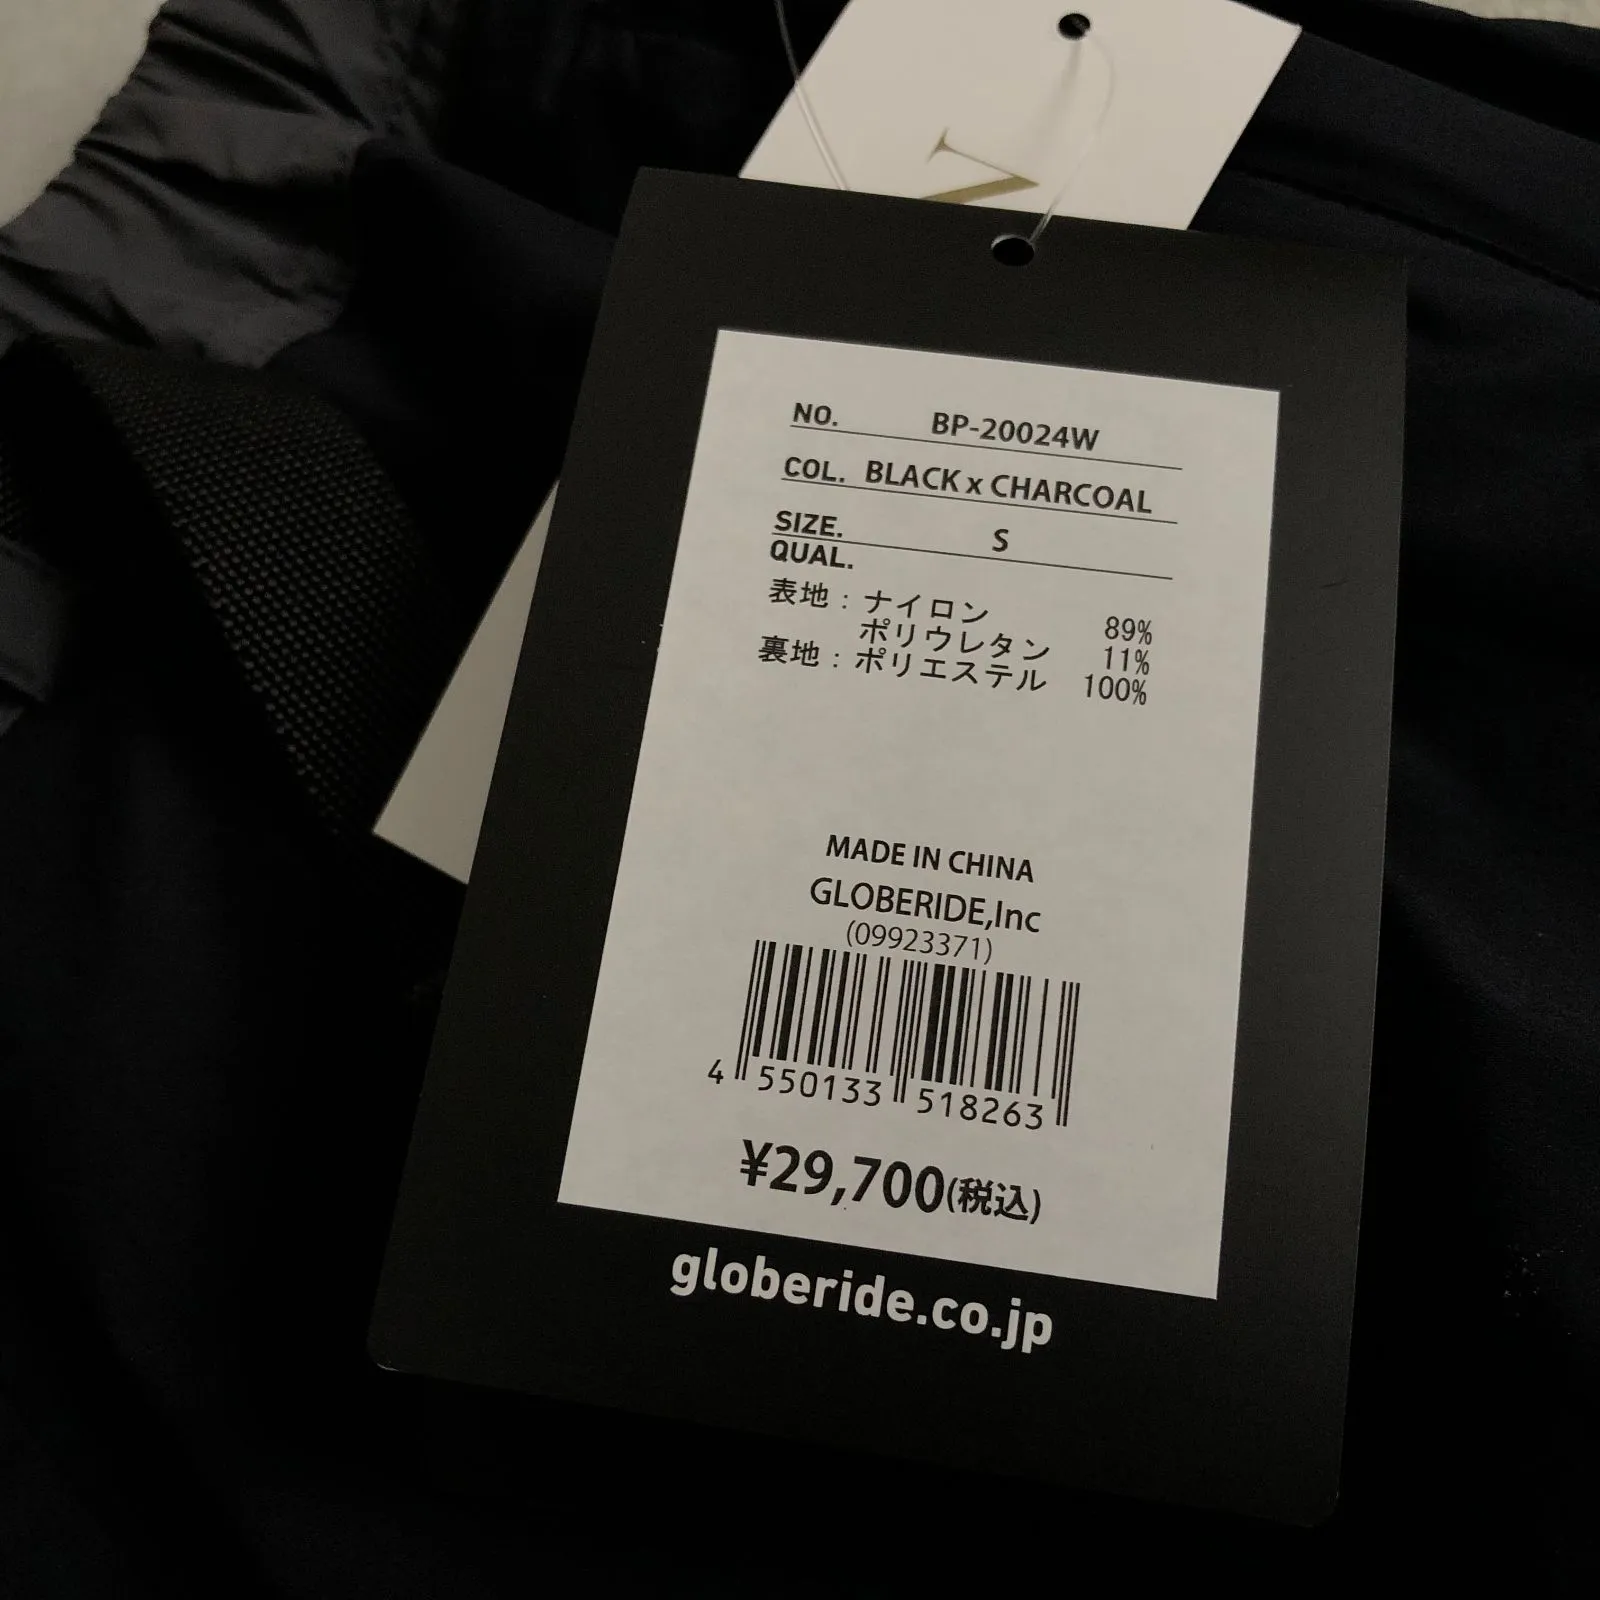 NO. BP-20024W
COL. BLACK x CHARCOAL
SIZE. S
QUAL.
表地：ナイロン 89%
ポリウレタン 11%
裏地：ポリエステル 100%
MADE IN CHINA
GLOBERIDE,Inc
(09923371)
4 550133 518263
¥29,700(税込)
globeride.co.jp